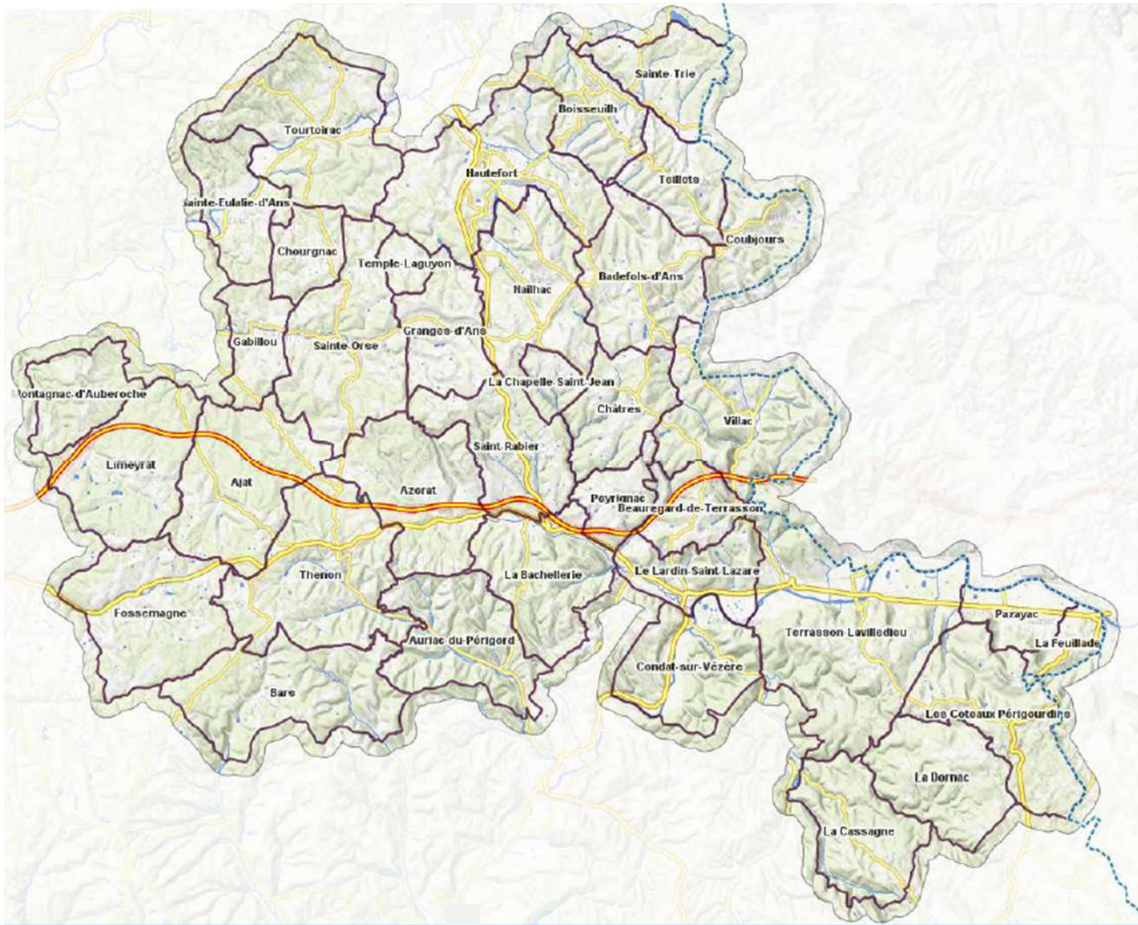 Sainte-Trie
Boisseuilh
Tourtoirac
Hautefort
Teillots
Sainte-Eulalie-d'Ans
Coubjours
Chourgnac
Temple-Laguyon
Badefols-d'Ans
Nailhac
Granges-d'Ans
Gabillou
Sainte-Orse
La Chapelle-Saint-Jean
Montagnac-d'Auberoche
Châtres
Villac
Saint-Rabier
Limeyrat
Ajat
Azerat
Peyrignac
Beauregard-de-Terrasson
Le Lardin-Saint-Lazare
Thenon
La Bachellerie
Fossemagne
Pazayac
Terrasson-Lavilledieu
Auriac-du-Périgord
La Feuillade
Condat-sur-Vézère
Bars
Les Coteaux Périgourdins
La Dornac
La Cassagne